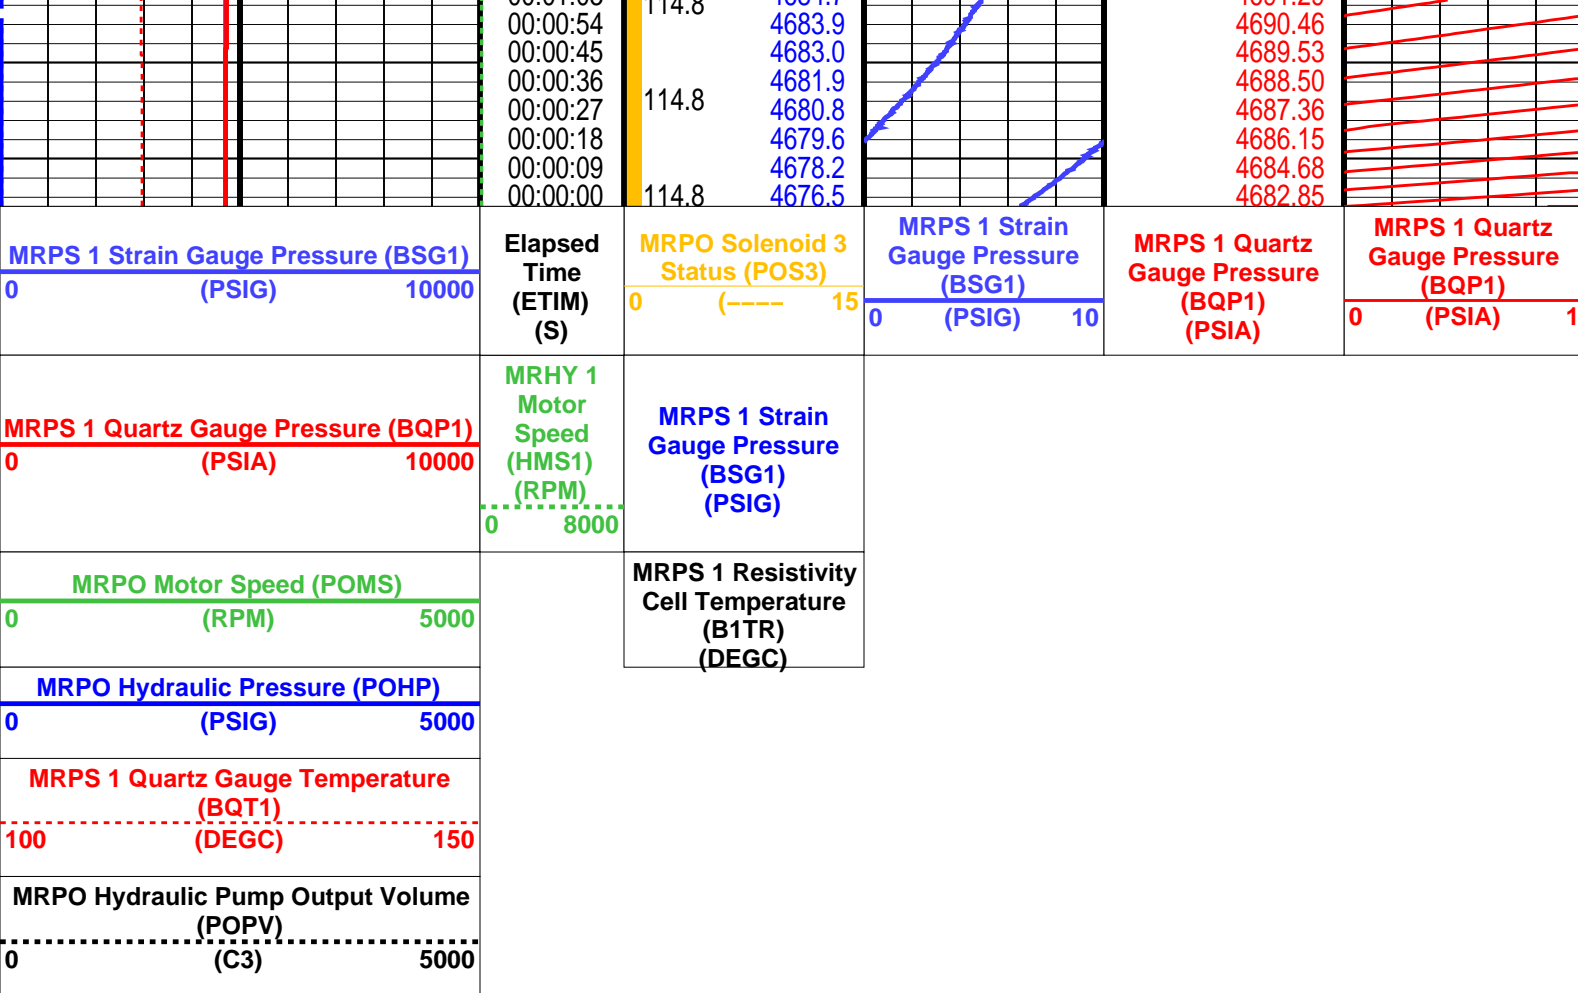 114.8
00:00:54 4683.9 4690.46
00:00:45 4683.0 4689.53
00:00:36 4681.9 4688.50
00:00:27 114.8 4680.8 4687.36
00:00:18 4679.6 4686.15
00:00:09 4678.2 4684.68
00:00:00 114.8 4676.5 4682.85
MRPS 1 Strain Gauge Pressure (BSG1)
0 (PSIG) 10000
Elapsed
Time
(ETIM)
(S)
MRPO Solenoid 3
Status (POS3)
0 (---- 15
MRPS 1 Strain
Gauge Pressure
(BSG1)
0 (PSIG) 10
MRPS 1 Quartz
Gauge Pressure
(BQP1)
(PSIA)
MRPS 1 Quartz
Gauge Pressure
(BQP1)
0 (PSIA) 1
MRPS 1 Quartz Gauge Pressure (BQP1)
0 (PSIA) 10000
MRHY 1
Motor
Speed
(HMS1)
(RPM)
0 8000
MRPS 1 Strain
Gauge Pressure
(BSG1)
(PSIG)
MRPO Motor Speed (POMS)
0 (RPM) 5000
MRPS 1 Resistivity
Cell Temperature
(B1TR)
(DEGC)
MRPO Hydraulic Pressure (POHP)
0 (PSIG) 5000
MRPS 1 Quartz Gauge Temperature
(BQT1)
100 (DEGC) 150
MRPO Hydraulic Pump Output Volume
(POPV)
0 (C3) 5000